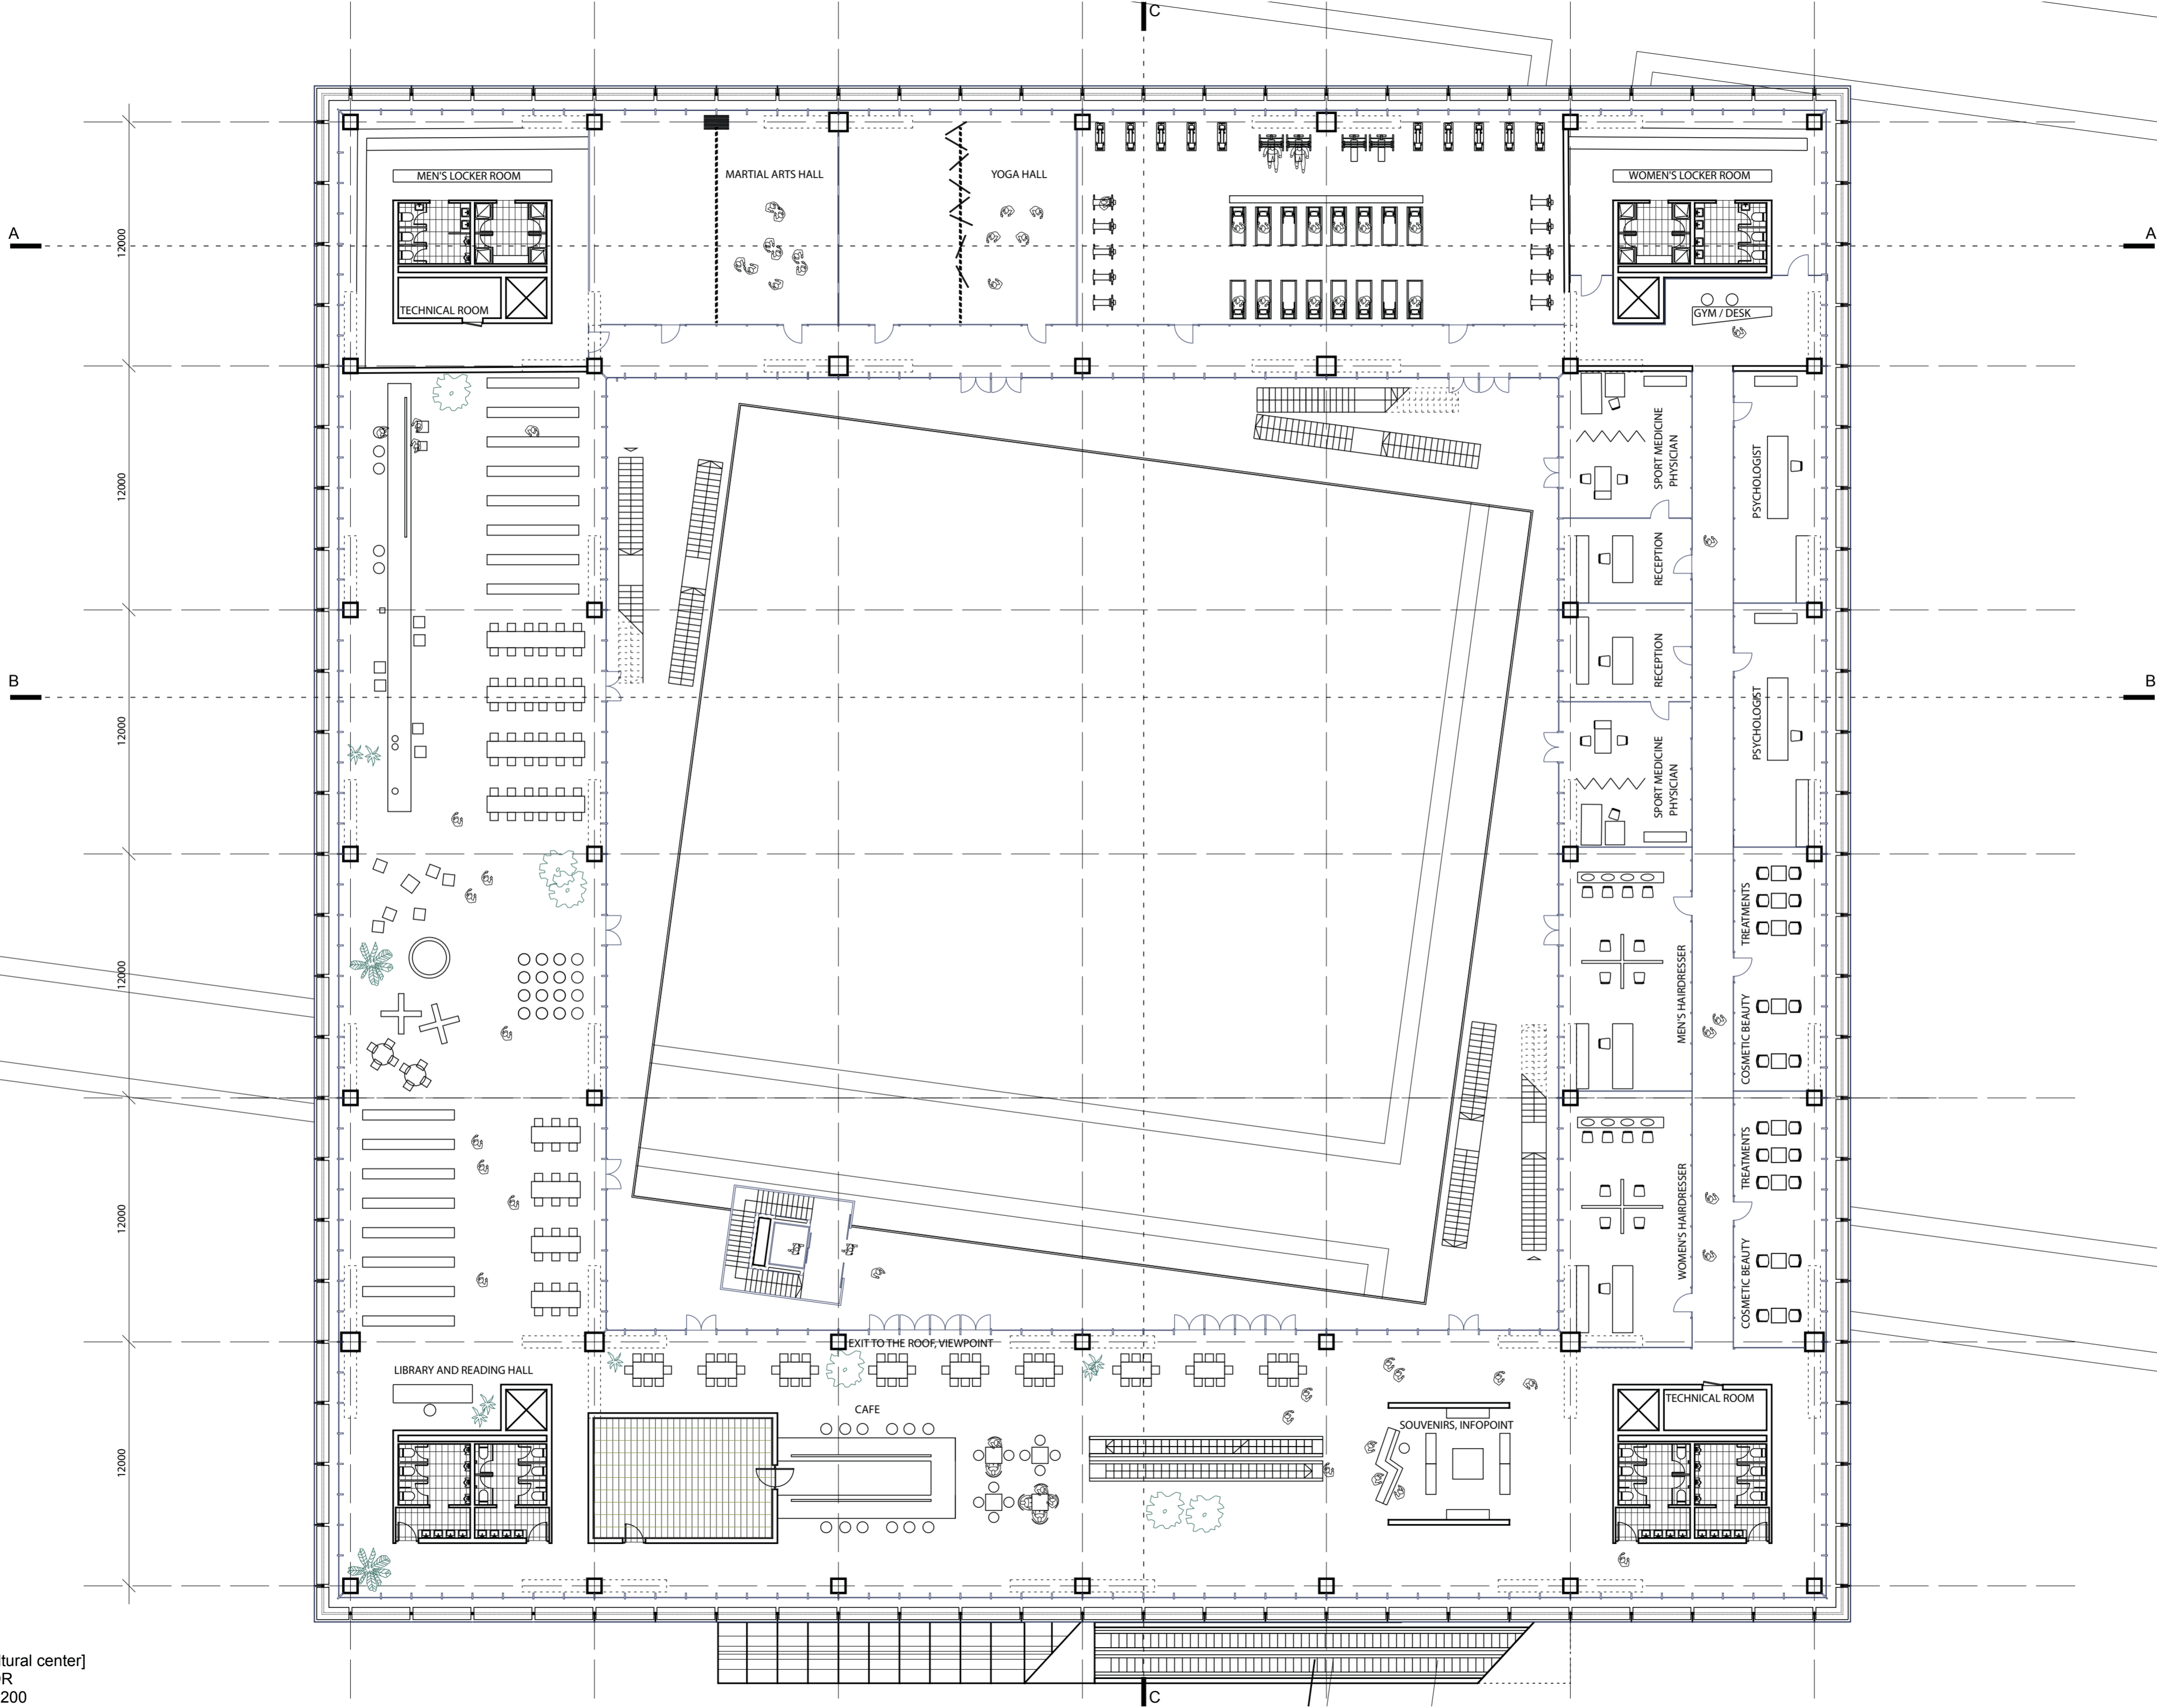 C
MEN'S LOCKER ROOM
MARTIAL ARTS HALL
YOGA HALL
WOMEN'S LOCKER ROOM
A
A
12000
TECHNICAL ROOM
GYM / DESK
SPORT MEDICINE
PHYSICIAN
PSYCHOLOGIST
12000
RECEPTION
RECEPTION
B
B
12000
PSYCHOLOGIST
SPORT MEDICINE
PHYSICIAN
TREATMENTS
12000
MEN'S HAIRDRESSER
COSMETIC BEAUTY
TREATMENTS
12000
WOMEN'S HAIRDRESSER
COSMETIC BEAUTY
EXIT TO THE ROOF, VIEWPOINT
LIBRARY AND READING HALL
TECHNICAL ROOM
CAFE
SOUVENIRS, INFOPOINT
12000
tural center]
R
200
C